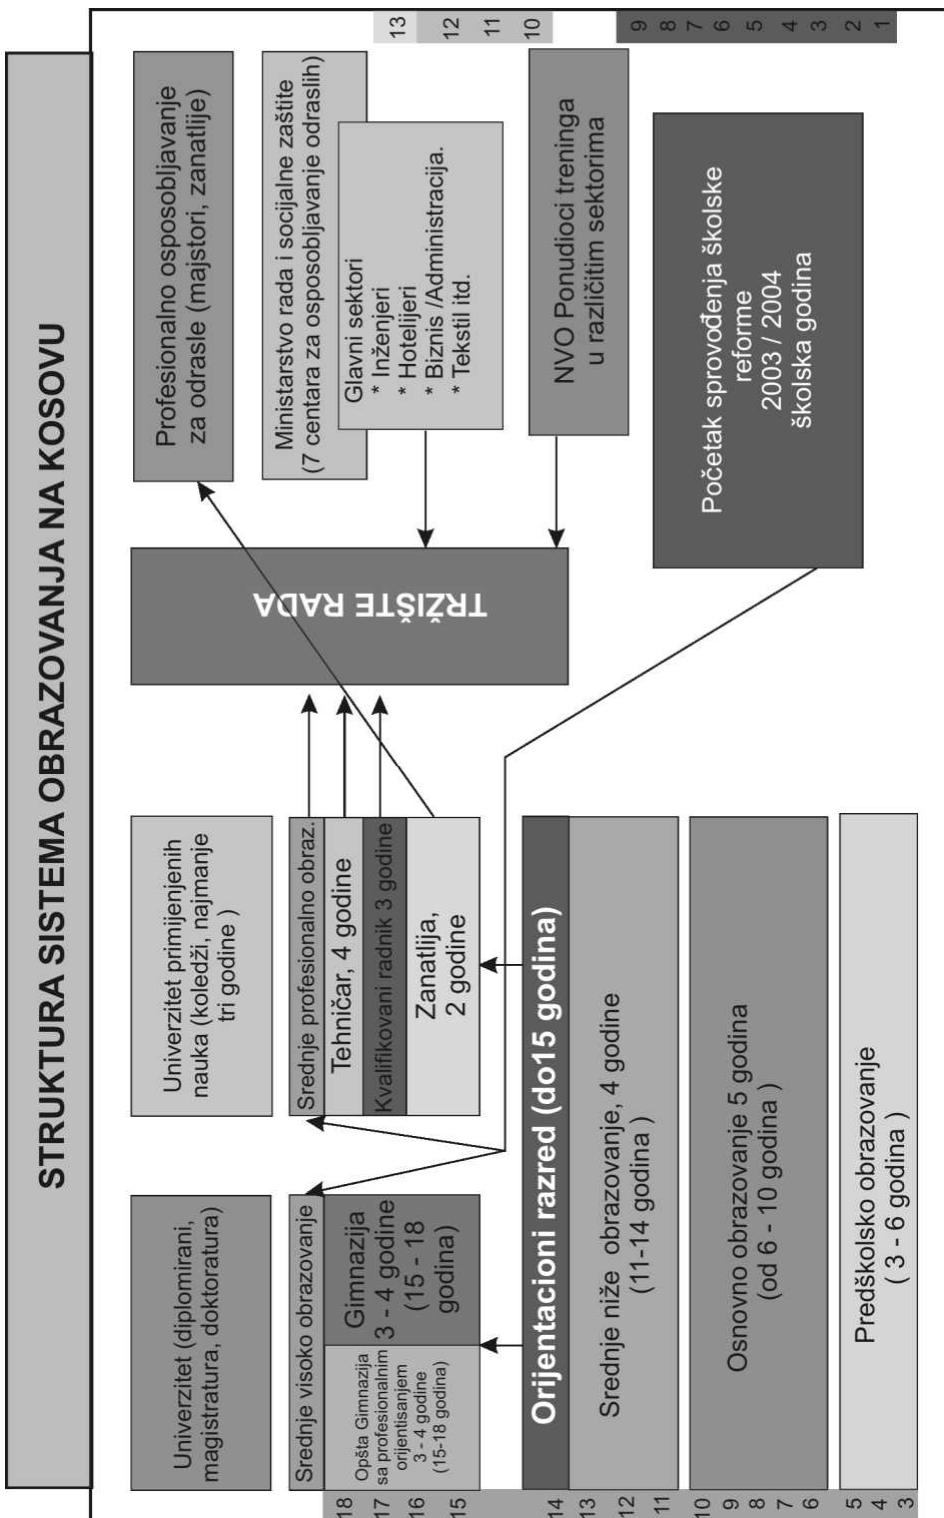 STRUKTURA SISTEMA OBRAZOVANJA NA KOSOVU
Univerzitet (diplomirani,
magistratura, doktoratura)
Univerzitet primijenjenih
nauka (koledži, najmanje
tri godine )
Profesionalno osposobljavanje
za odrasle (majstori, zanatlije)
Ministarstvo rada i socijalne zaštite
(7 centara za osposobljavanje odraslih)
Glavni sektori
* Inženjeri
* Hotelijeri
* Biznis /Administracija.
* Tekstil itd.
TRŽIŠTE RADA
NVO Ponudioci treninga
u različitim sektorima
Srednje visoko obrazovanje
Opšta Gimnazija
sa profesionalnim
orijentisanjem
3 - 4 godine
(15-18 godina)
Gimnazija
3 - 4 godine
(15 - 18
godina)
Srednje profesionalno obraz.
Tehničar, 4 godine
Kvalifikovani radnik 3 godine
Zanatlija,
2 godine
Orijentacioni razred (do15 godina)
Srednje niže obrazovanje, 4 godine
(11-14 godina )
Osnovno obrazovanje 5 godina
(od 6 - 10 godina )
Predškolsko obrazovanje
( 3 - 6 godina )
Početak sprovođenja školske
reforme
2003 / 2004
školska godina
18
17
16
15
14
13
12
11
10
9
8
7
6
5
4
3
13
12
11
10
9
8
7
6
5
4
3
2
1